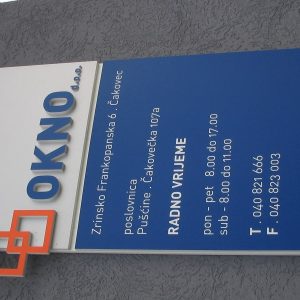 OKNO d.o.o.
Zrinsko Frankopanska 6 . Čakovec
poslovnica
Pušćine . Čakovečka 107a
RADNO VRIJEME
pon - pet 8.00 do 17.00
sub - 8.00 do 11.00
T . 040 821 666
F . 040 823 003